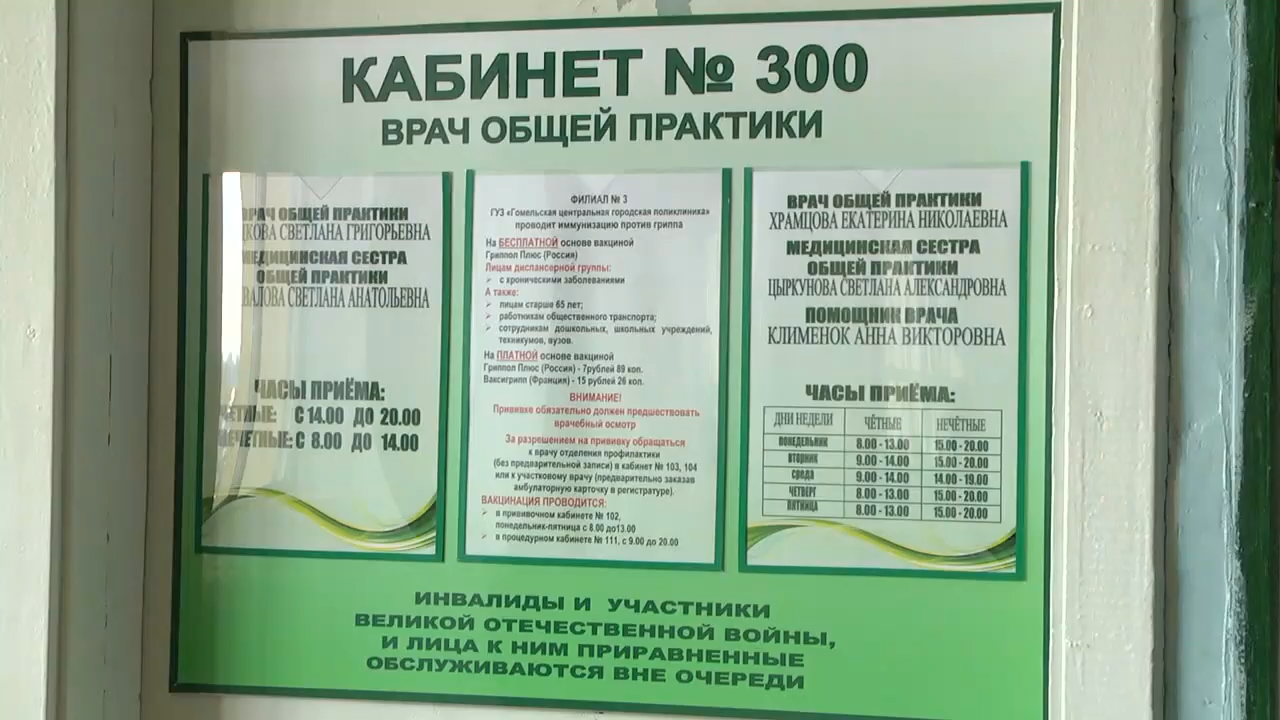 КАБИНЕТ № 300
ВРАЧ ОБЩЕЙ ПРАКТИКИ
ВРАЧ ОБЩЕЙ ПРАКТИКИ
СВЕТЛАНА ГРИГОРЬЕВНА
МЕДИЦИНСКАЯ СЕСТРА
ОБЩЕЙ ПРАКТИКИ
СВЕТЛАНА АНАТОЛЬЕВНА
ЧАСЫ ПРИЁМА:
ЧЕТНЫЕ: С 14.00 ДО 20.00
НЕЧЕТНЫЕ: С 8.00 ДО 14.00
ФИЛИАЛ № 3
ГУЗ «Гомельская центральная городская поликлиника»
проводит иммунизацию против гриппа
На БЕСПЛАТНОЙ основе вакциной
Гриппол Плюс (Россия)
Лицам диспансерной группы:
с хроническими заболеваниями
А также:
лицам старше 65 лет;
работникам общественного транспорта;
сотрудникам дошкольных, школьных учреждений,
техникумов, вузов.
На ПЛАТНОЙ основе вакциной
Гриппол Плюс (Россия) - 7рублей 89 коп.
Ваксигрипп (Франция) - 15 рублей 26 коп.
ВНИМАНИЕ!
Прививке обязательно должен предшествовать
врачебный осмотр
За разрешением на прививку обращаться
к врачу отделения профилактики
(без предварительной записи) в кабинет № 103, 104
или к участковому врачу (предварительно заказав
амбулаторную карточку в регистратуре).
ВАКЦИНАЦИЯ ПРОВОДИТСЯ:
в прививочном кабинете № 102,
понедельник-пятница с 8.00 до13.00
в процедурном кабинете № 111, с 9.00 до 20.00
ВРАЧ ОБЩЕЙ ПРАКТИКИ
ХРАМЦОВА ЕКАТЕРИНА НИКОЛАЕВНА
МЕДИЦИНСКАЯ СЕСТРА
ОБЩЕЙ ПРАКТИКИ
ЦЫРКУНОВА СВЕТЛАНА АЛЕКСАНДРОВНА
ПОМОЩНИК ВРАЧА
КЛИМЕНОК АННА ВИКТОРОВНА
ЧАСЫ ПРИЁМА:
ДНИ НЕДЕЛИ ЧЁТНЫЕ НЕЧЁТНЫЕ
ПОНЕДЕЛЬНИК 8.00 - 13.00 15.00 - 20.00
ВТОРНИК 9.00 - 14.00 15.00 - 20.00
СРЕДА 9.00 - 14.00 14.00 - 19.00
ЧЕТВЕРГ 8.00 - 13.00 15.00 - 20.00
ПЯТНИЦА 8.00 - 13.00 15.00 - 20.00
ИНВАЛИДЫ И УЧАСТНИКИ
ВЕЛИКОЙ ОТЕЧЕСТВЕННОЙ ВОЙНЫ,
И ЛИЦА К НИМ ПРИРАВНЕННЫЕ
ОБСЛУЖИВАЮТСЯ ВНЕ ОЧЕРЕДИ